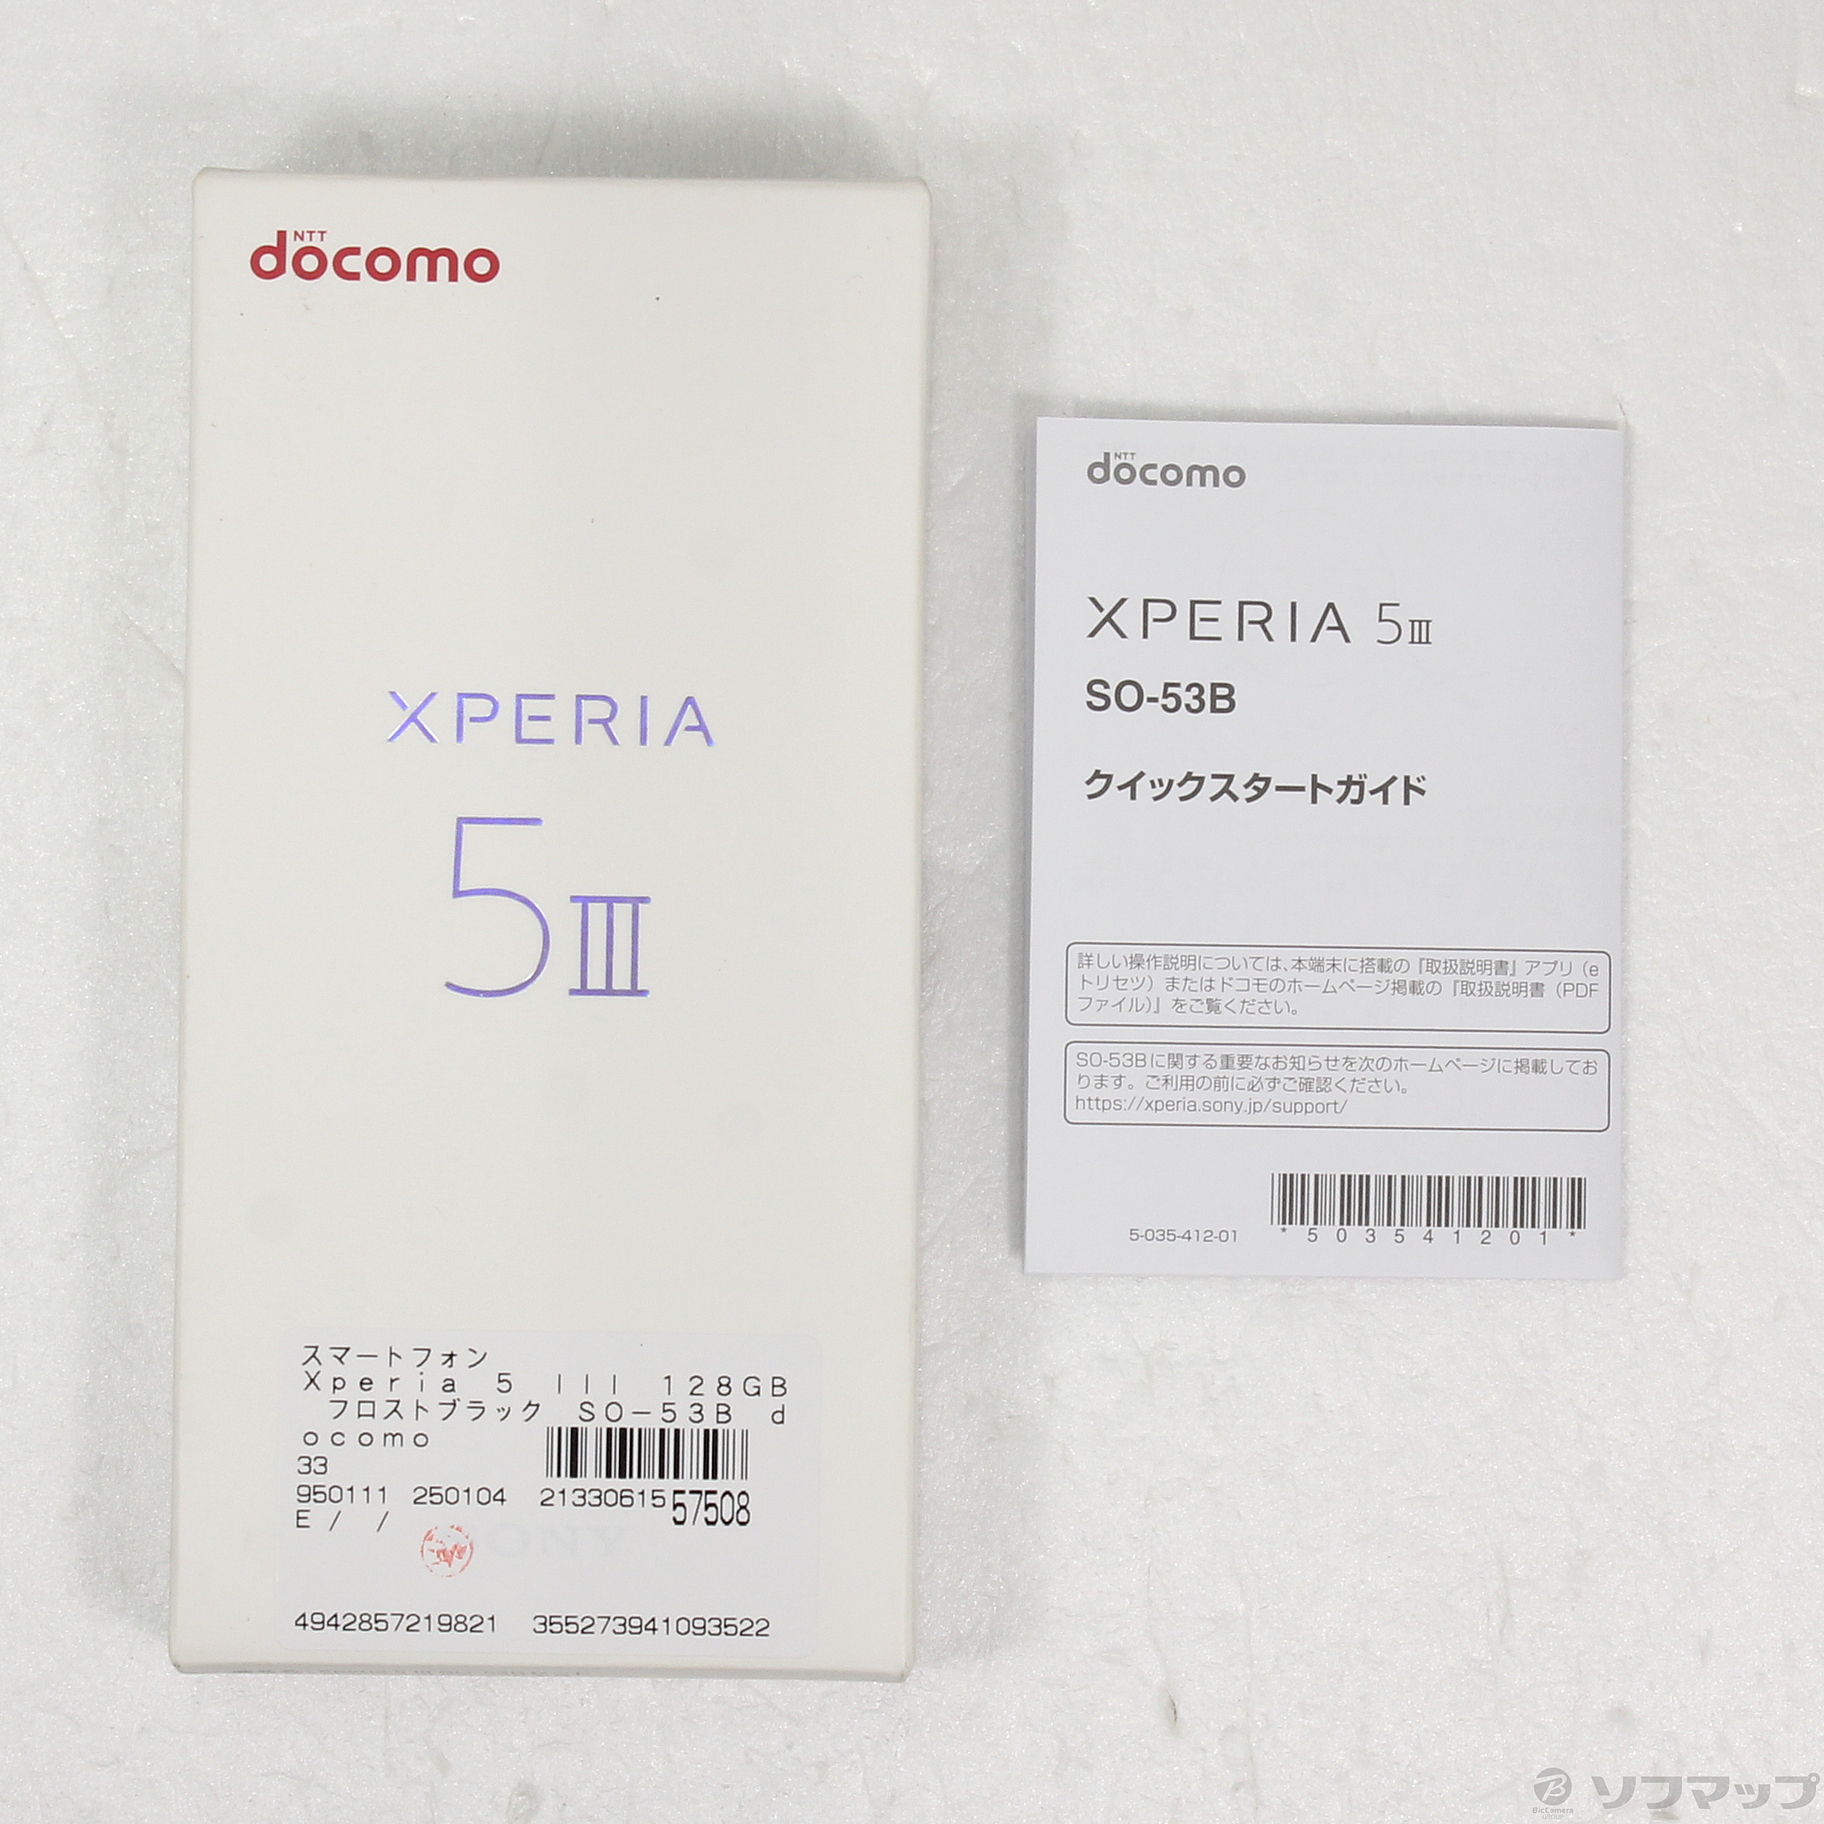 NTT
docomo
XPERIA
5III
スマートフォン
Xperia 5 III 128GB
フロストブラック SO-53B d
ocomo
33
950111 250104 2133061557508
E / /
SONY
4942857219821 355273941093522
NTT
docomo
XPERIA 5III
SO-53B
クイックスタートガイド
詳しい操作説明については、本端末に搭載の『取扱説明書』アプリ（e
トリセツ）またはドコモのホームページ掲載の『取扱説明書（PDF
ファイル）』をご覧ください。
SO-53Bに関する重要なお知らせを次のホームページに掲載してお
ります。ご利用の前に必ずご確認ください。
https://xperia.sony.jp/support/
5-035-412-01
*503541201*
BicCamera
GROUP
ソフマップ